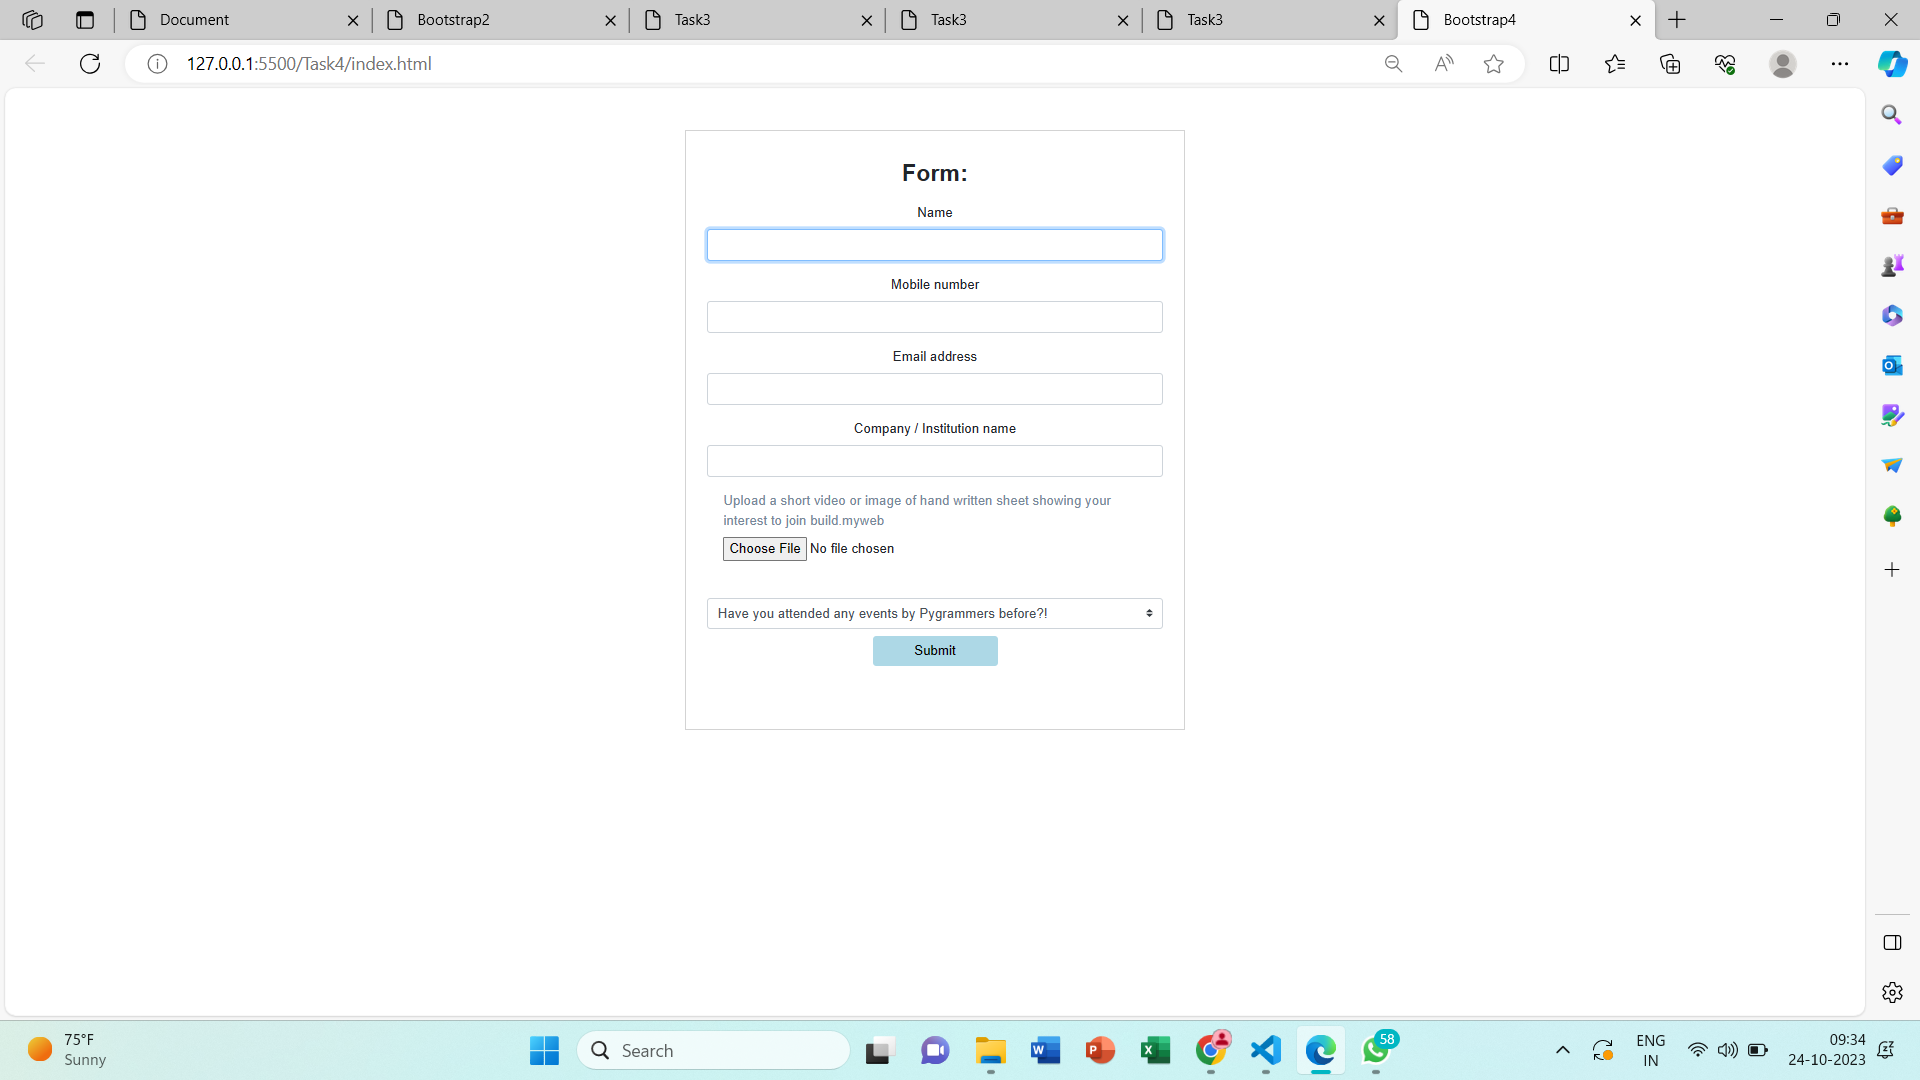 Document
Bootstrap2
Task3
Task3
Task3
Bootstrap4
127.0.0.1:5500/Task4/index.html
Form:
Name
Mobile number
Email address
Company / Institution name
Upload a short video or image of hand written sheet showing your
interest to join build.myweb
Choose File No file chosen
Have you attended any events by Pygrammers before?!
Submit
75°F
Sunny
Search
58
ENG
IN
09:34
24-10-2023